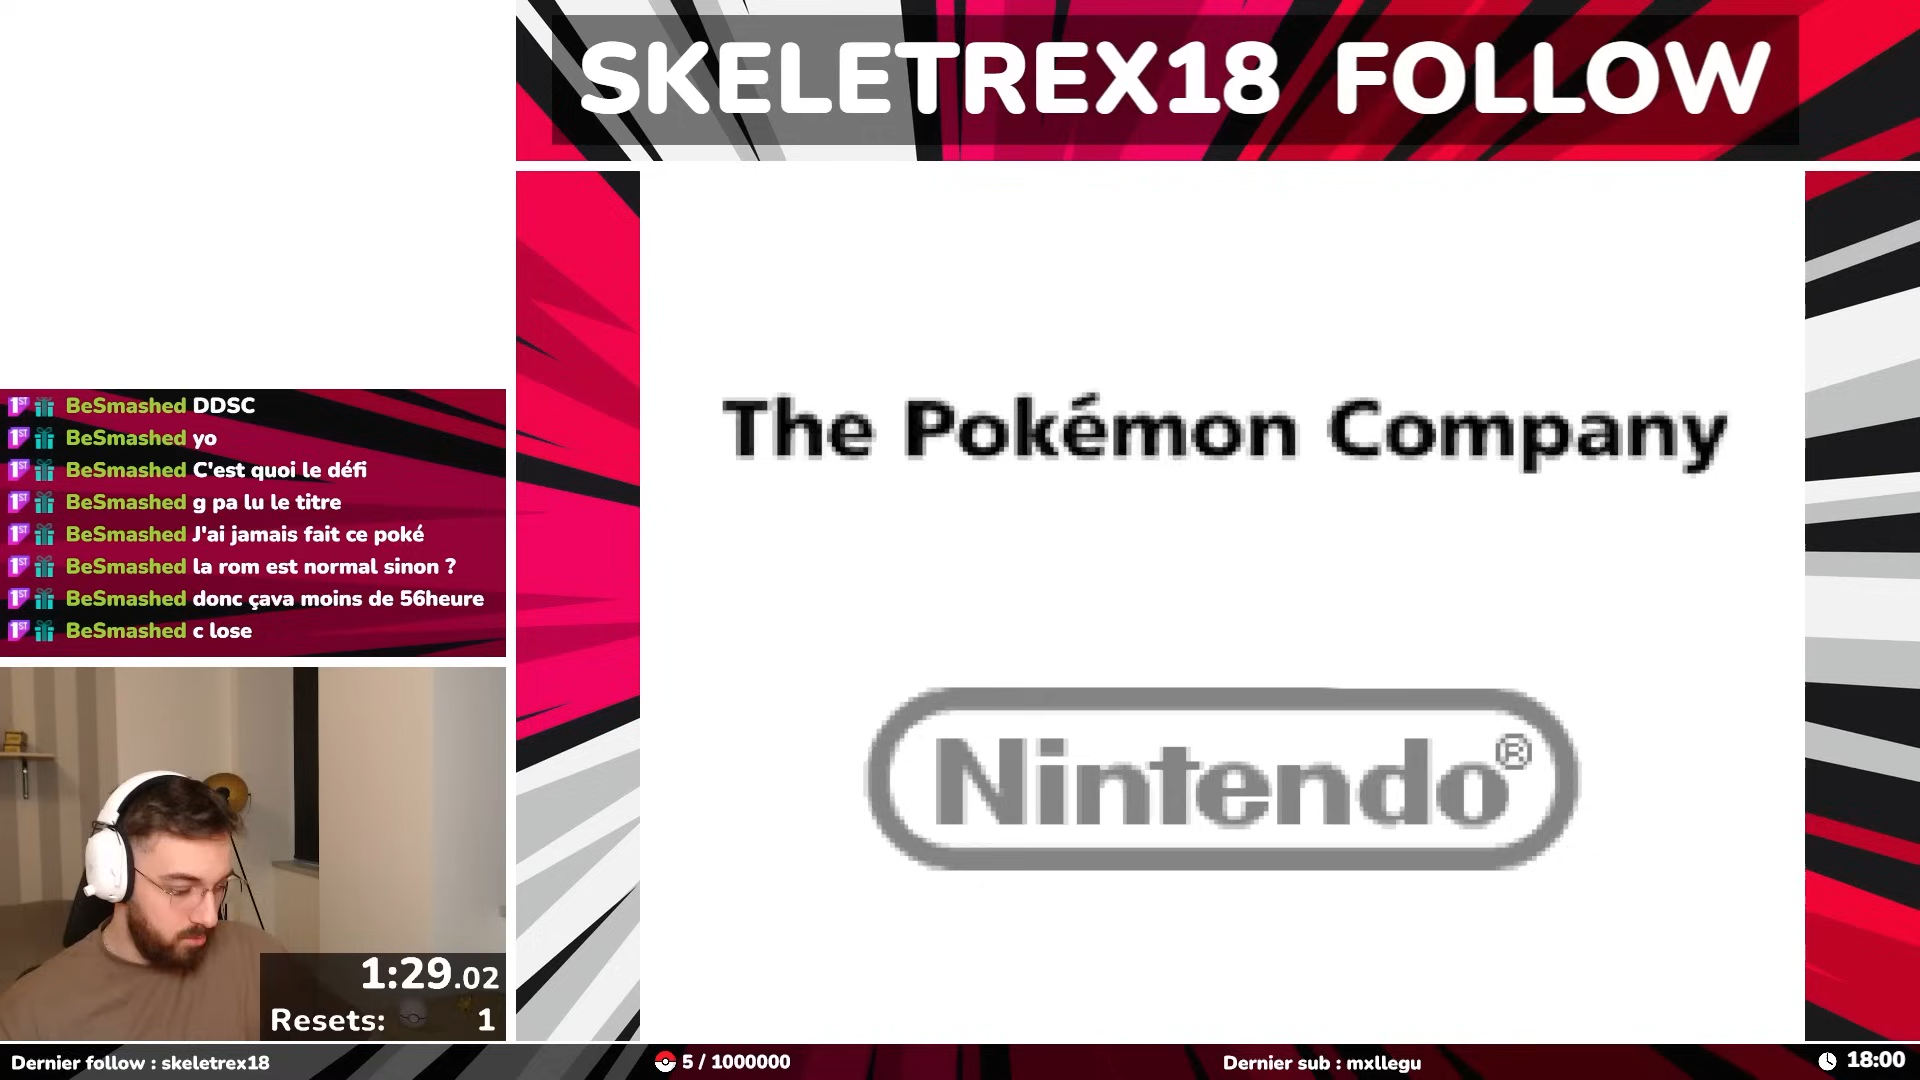 SKELETREX18 FOLLOW
BeSmashed DDSC
BeSmashed yo
BeSmashed C'est quoi le défi
BeSmashed g pa lu le titre
BeSmashed J'ai jamais fait ce poké
BeSmashed la rom est normal sinon ?
BeSmashed donc çava moins de 56heure
BeSmashed c lose
The Pokémon Company
Nintendo®
1:29.02
Resets: 1
Dernier follow : skeletrex18
5 / 1000000
Dernier sub : mxllegu
18:00